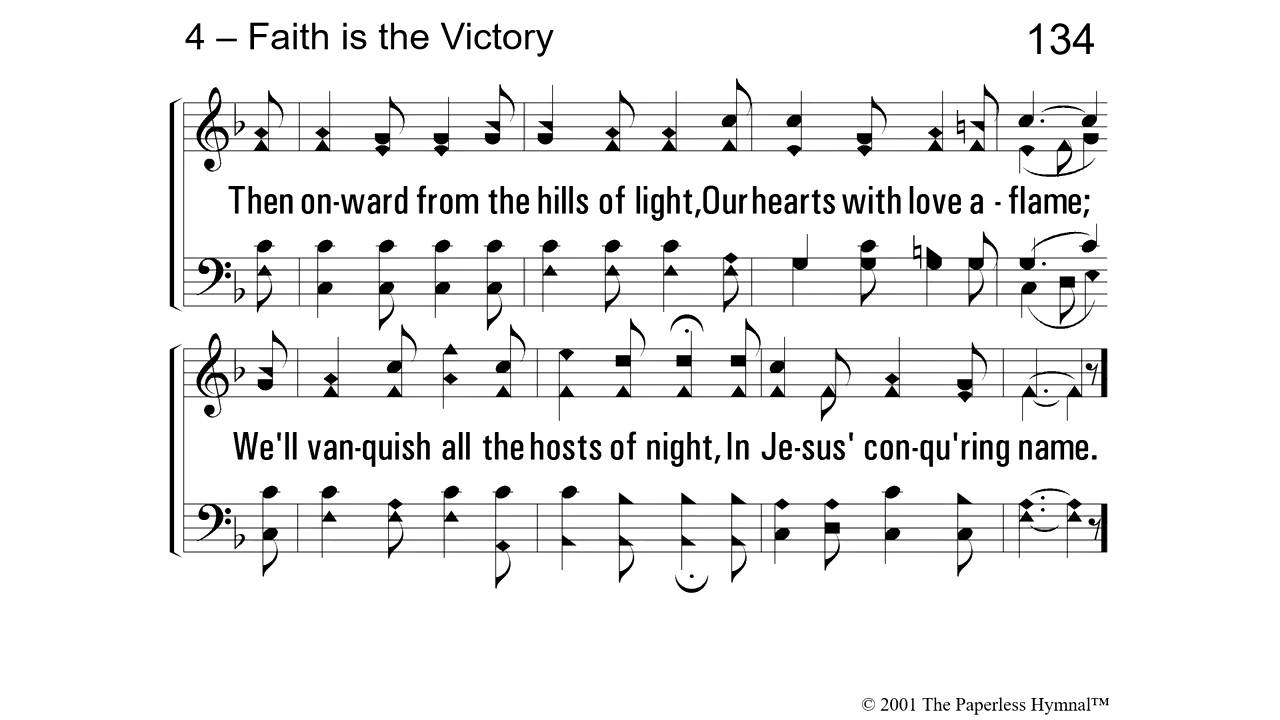 4 – Faith is the Victory
134
Then on-ward from the hills of light,Our hearts with love a - flame;
We'll van-quish all the hosts of night, In Je-sus' con-qu'ring name.
© 2001 The Paperless Hymnal™